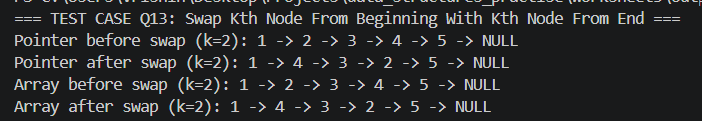 === TEST CASE Q13: Swap Kth Node From Beginning With Kth Node From End ===
Pointer before swap (k=2): 1 -> 2 -> 3 -> 4 -> 5 -> NULL
Pointer after swap (k=2): 1 -> 4 -> 3 -> 2 -> 5 -> NULL
Array before swap (k=2): 1 -> 2 -> 3 -> 4 -> 5 -> NULL
Array after swap (k=2): 1 -> 4 -> 3 -> 2 -> 5 -> NULL